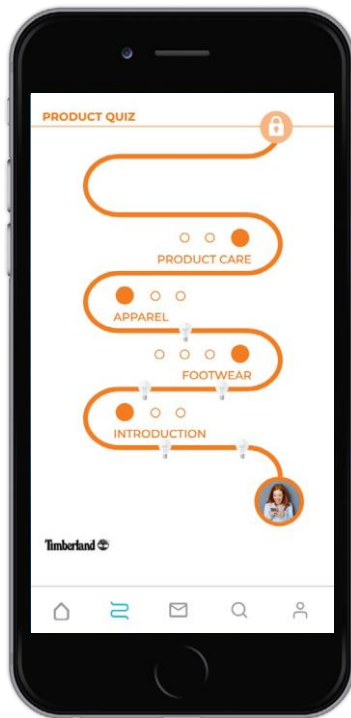 PRODUCT QUIZ
PRODUCT CARE
APPAREL
FOOTWEAR
INTRODUCTION
Timberland